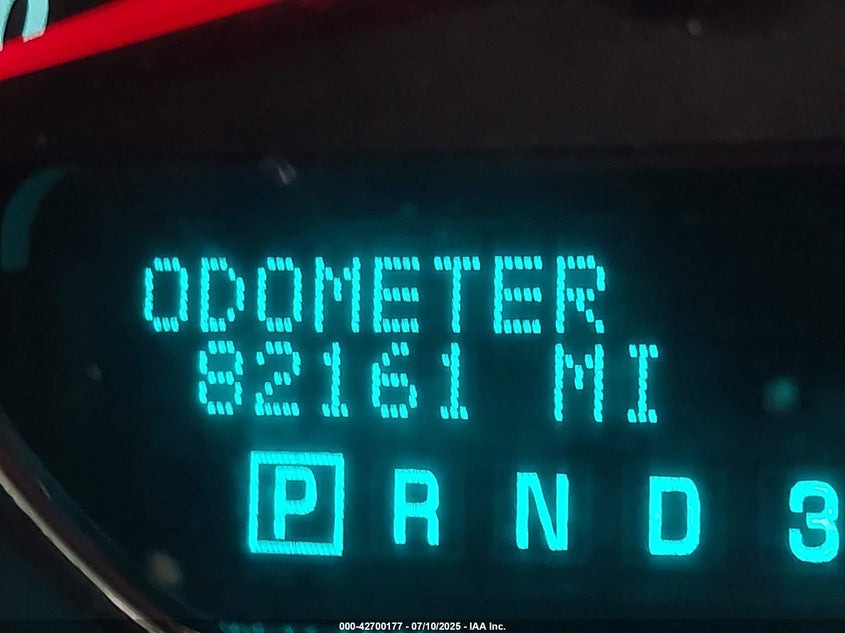 ODOMETER
82161 MI
P R N D 3
000-42700177 - 07/10/2025 - IAA Inc.